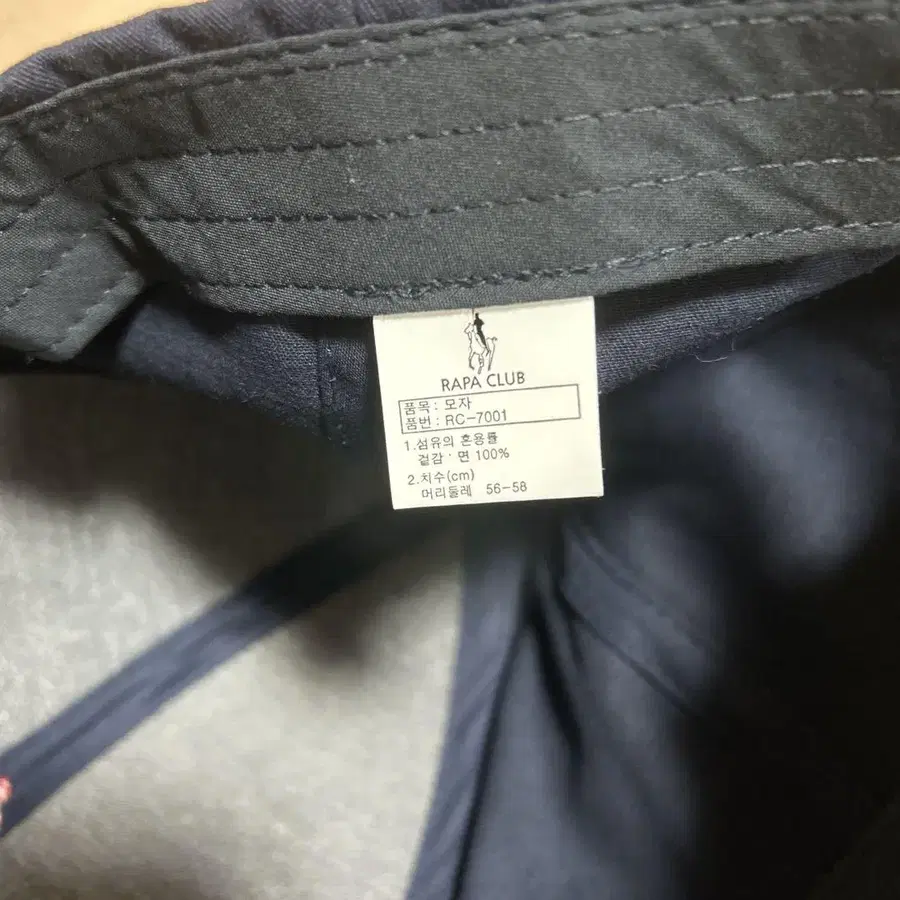 RAPA CLUB
품목 : 모자
품번 : RC-7001
1.섬유의 혼용률
겉감 : 면 100%
2.치수(cm)
머리둘레 56-58